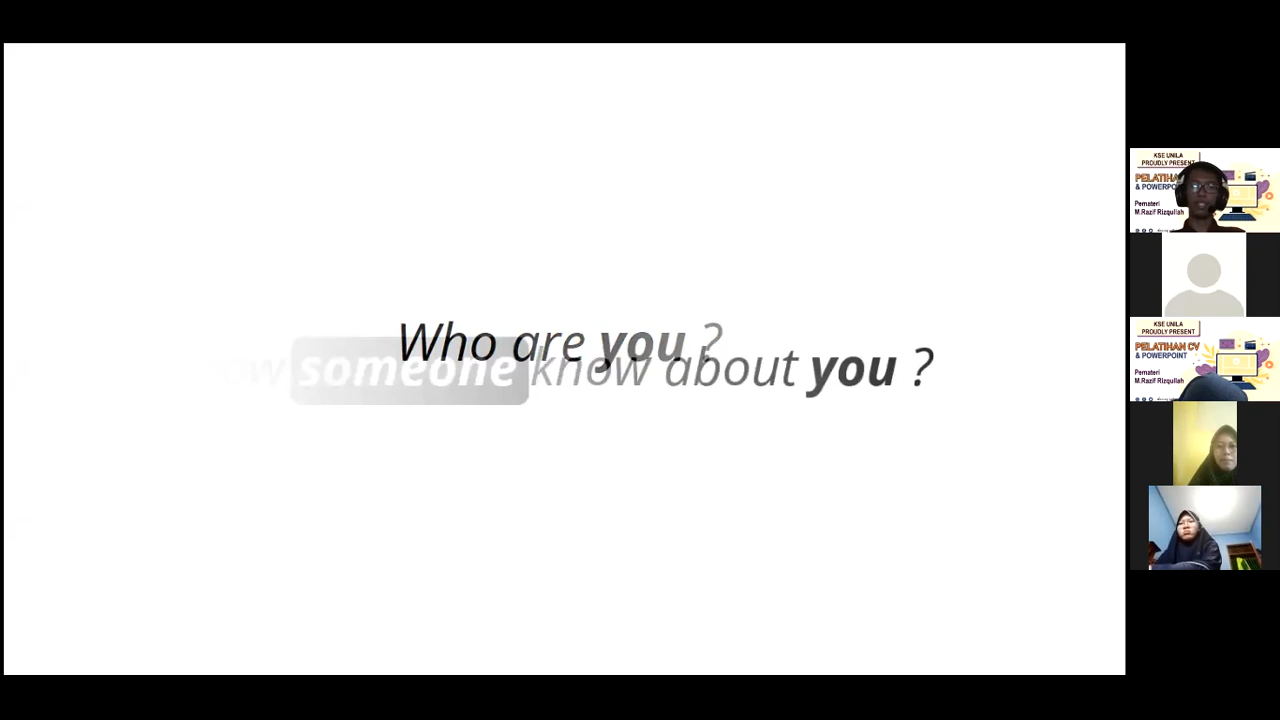 Who are you ?
someone know about you ?
KSE UNILA
PROUDLY PRESENT
& POWERPOINT
Pemateri
M.Razif Rizqullah
KSE UNILA
PROUDLY PRESENT
PELATIHAN CV
& POWERPOINT
Pemateri
M.Razif Rizqullah